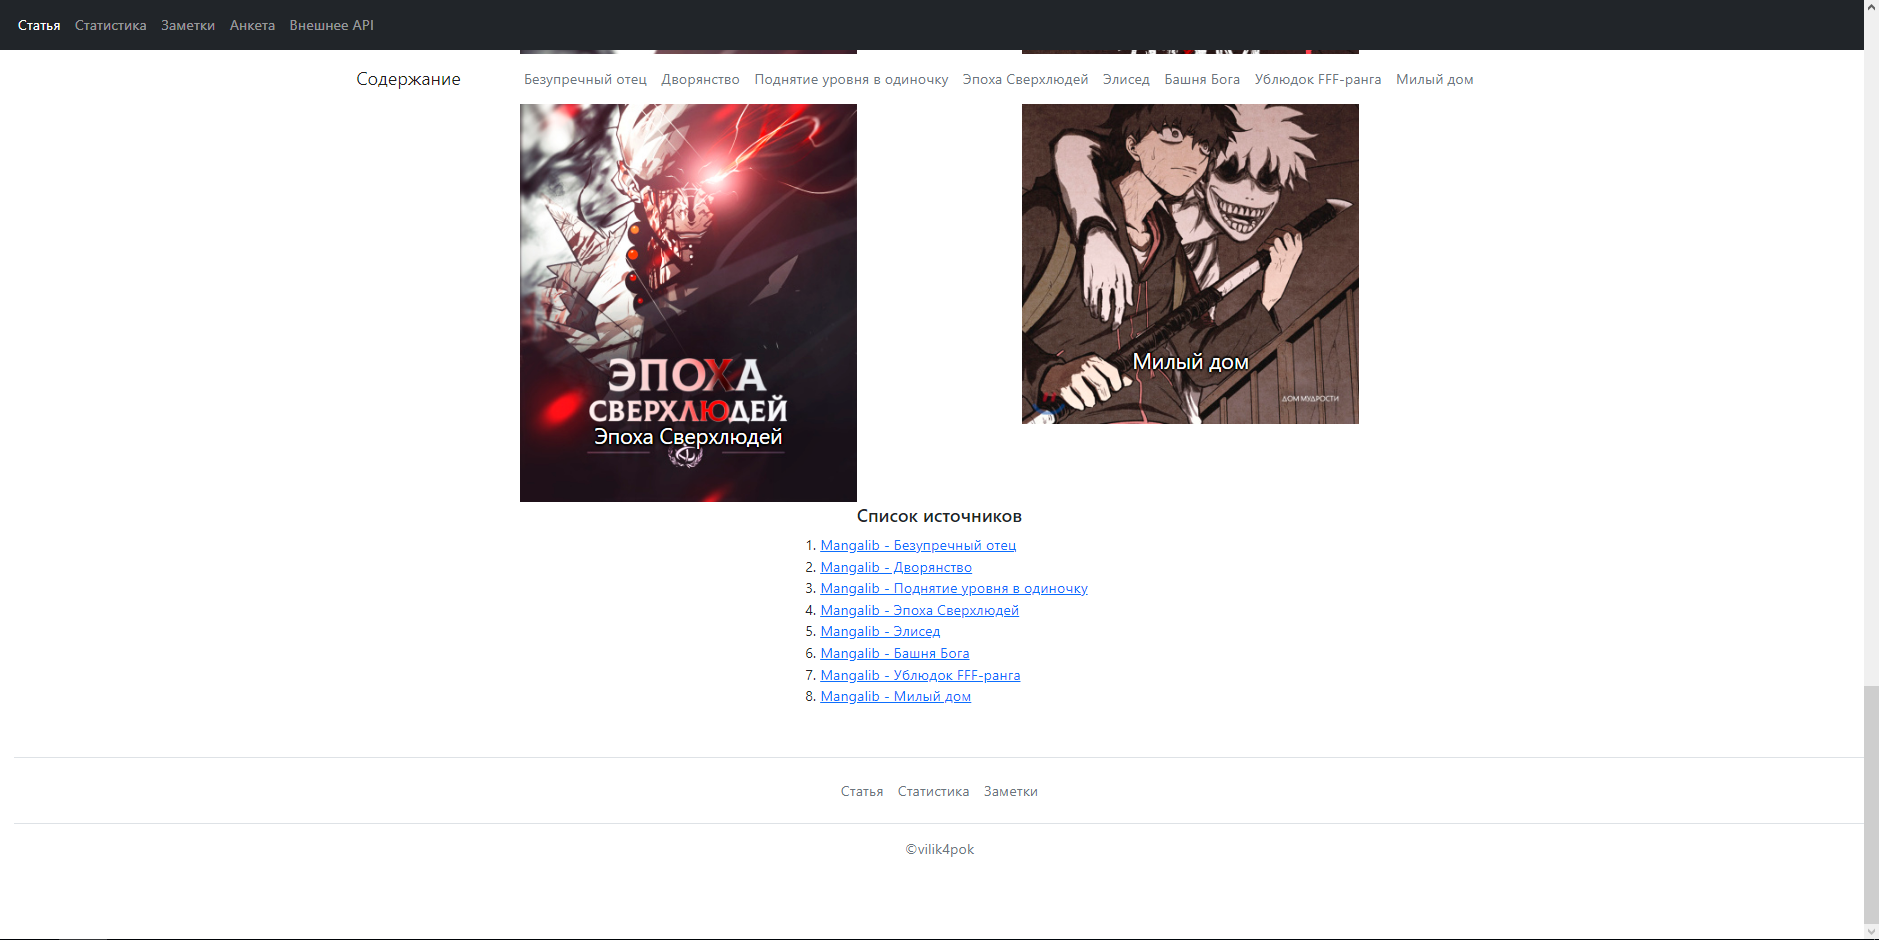 Статья Статистика Заметки Анкета Внешнее API
Содержание Безупречный отец Дворянство Поднятие уровня в одиночку Эпоха Сверхлюдей Элисед Башня Бога Ублюдок FFF-ранга Милый дом
ЭПОХА
СВЕРХЛЮДЕЙ
Эпоха Сверхлюдей
Милый дом
ДОМ МУДРОСТИ
Список источников
1. Mangalib - Безупречный отец
2. Mangalib - Дворянство
3. Mangalib - Поднятие уровня в одиночку
4. Mangalib - Эпоха Сверхлюдей
5. Mangalib - Элисед
6. Mangalib - Башня Бога
7. Mangalib - Ублюдок FFF-ранга
8. Mangalib - Милый дом
Статья Статистика Заметки
©vilik4pok